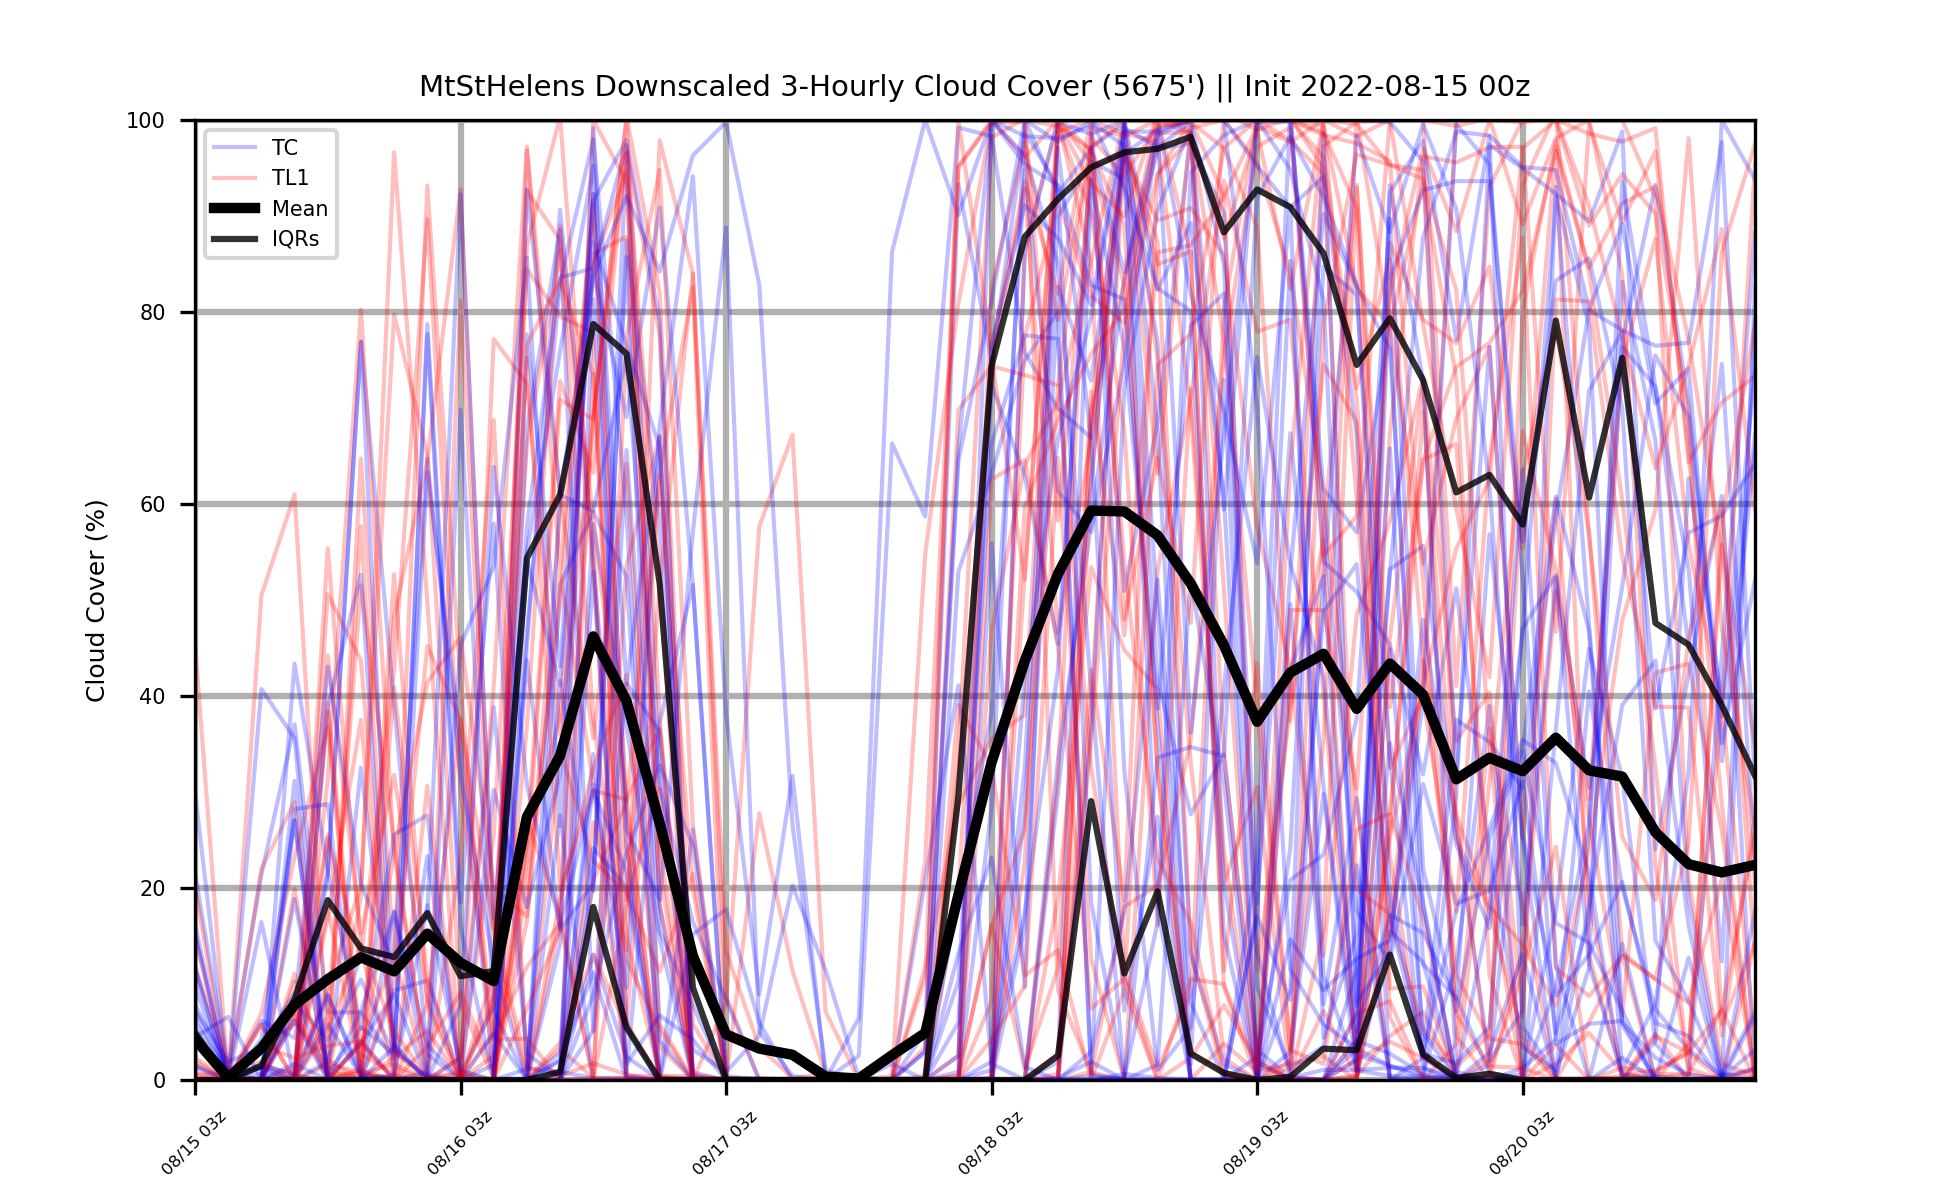 MtStHelens Downscaled 3-Hourly Cloud Cover (5675') || Init 2022-08-15 00z
Cloud Cover (%)
100
80
60
40
20
0
TC
TL1
Mean
IQRs
08/15 03z
08/16 03z
08/17 03z
08/18 03z
08/19 03z
08/20 03z